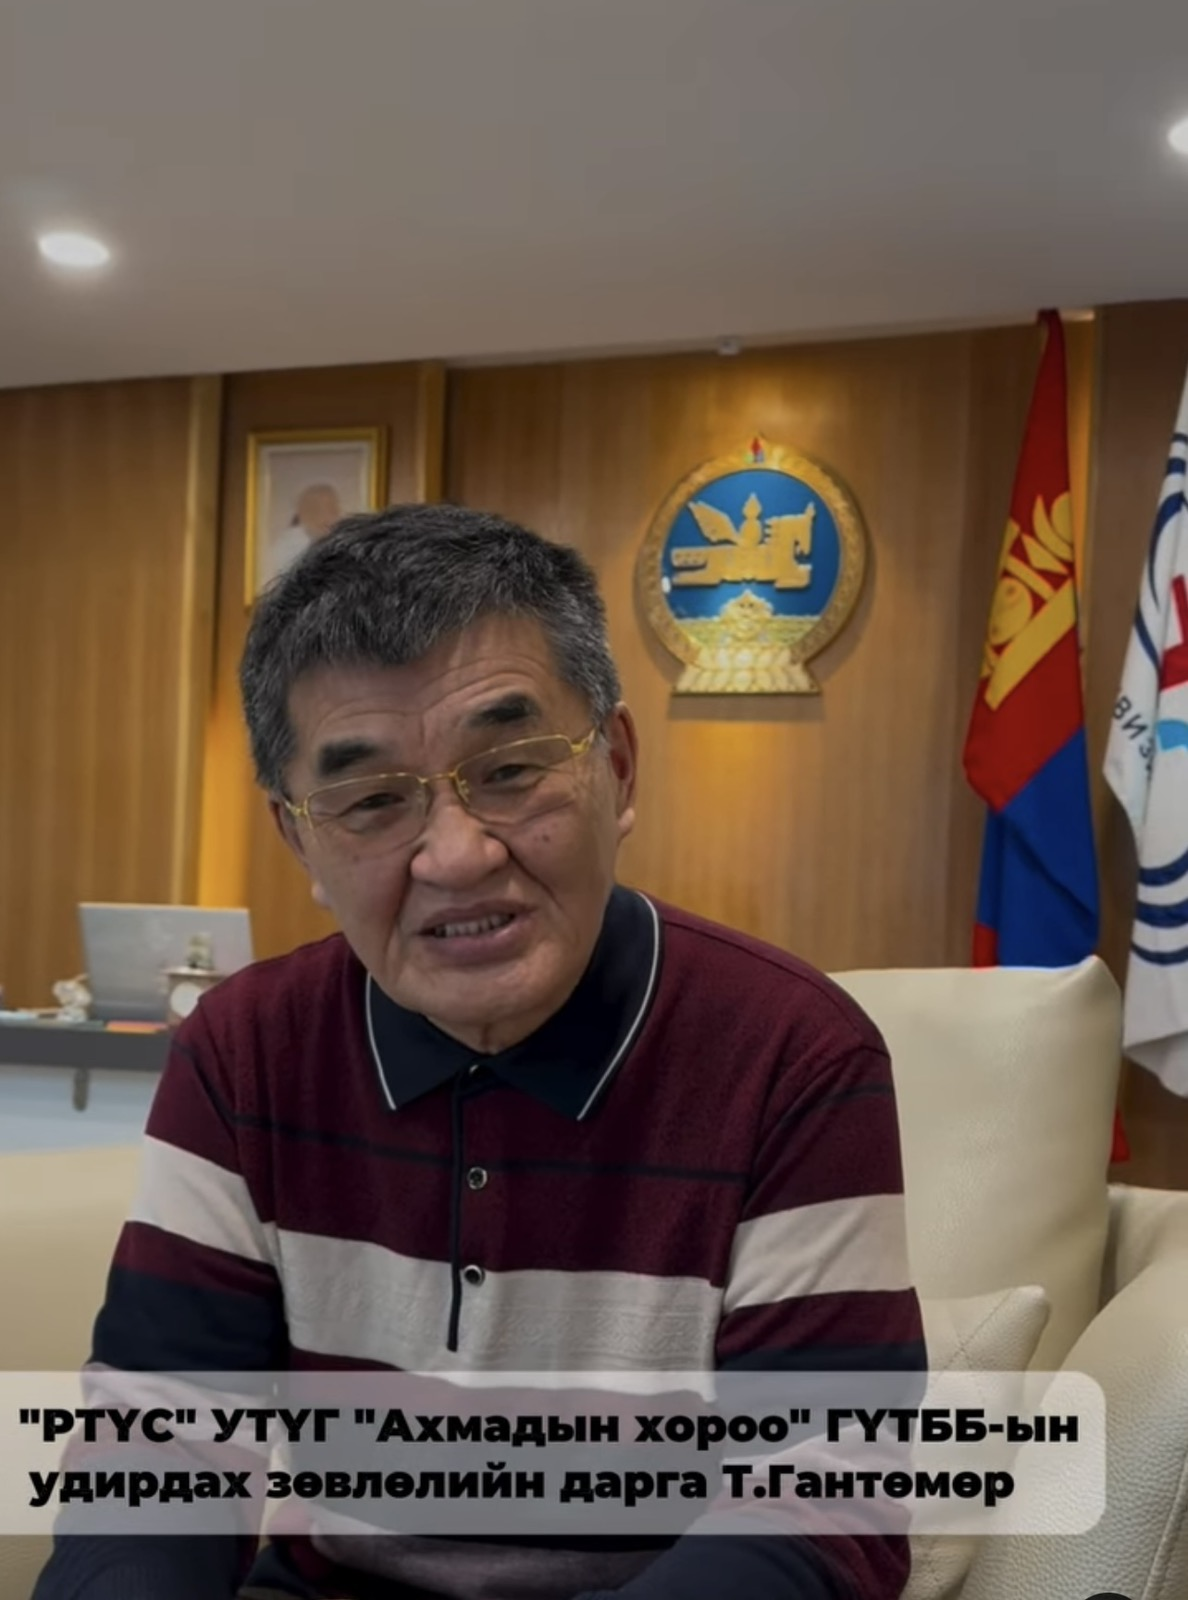 "РТҮС" УТҮГ "Ахмадын хороо" ГҮТББ-ын
удирдах зөвлөлийн дарга Т.Гантөмөр